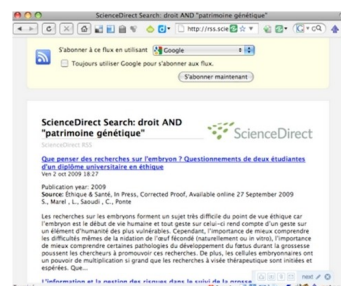 ScienceDirect Search: droit AND "patrimoine génétique"
http://rss.scie
S'abonner à ce flux en utilisant Google
Toujours utiliser Google pour s'abonner aux flux.
S'abonner maintenant
ScienceDirect Search: droit AND
"patrimoine génétique"
ScienceDirect
ScienceDirect RSS
Que penser des recherches sur l'embryon ? Questionnements de deux étudiantes
d'un diplôme universitaire en éthique
Ven 2 oct 2009 18:27
Publication year: 2009
Source: Éthique & Santé, In Press, Corrected Proof, Available online 27 September 2009
S., Marel , L., Saoudi , C., Ponte
Les recherches sur les embryons forment un sujet très difficile du point de vue éthique car
l'embryon est le début de vie humaine et tout geste sur celui-ci rend compte d'un geste sur
un élément d'humanité des plus vulnérables. Cependant, l'importance de mieux comprendre
les difficultés mêmes de la nidation de l'œuf fécondé (naturellement ou in vitro), l'importance
de mieux comprendre certaines pathologies du développement du fœtus durant la grossesse
poussent les chercheurs à promouvoir ces recherches. De plus, les cellules embryonnaires ont
un pouvoir de multiplication si grand que les recherches à visée thérapeutique sont initiées et
espérées. Que...
L'information et la gestion des risques dans le suivi de la grosse
next